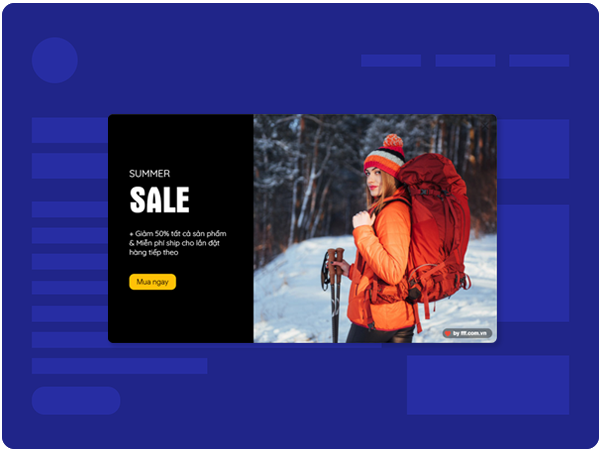 SUMMER
SALE
+ Giảm 50% tất cả sản phẩm
& Miễn phí ship cho lần đặt
hàng tiếp theo
Mua ngay
by fff.com.vn